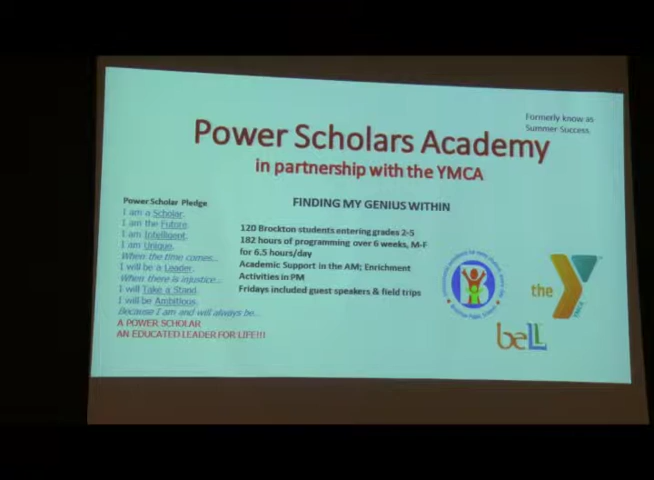 Formerly know as
Summer Success.
Power Scholars Academy
in partnership with the YMCA
FINDING MY GENIUS WITHIN
Power Scholar Pledge
I am a Scholar.
I am the Future.
I am Intelligent.
I am Unique.
When the time comes...
I will be a Leader.
When there is injustice...
I will Take a Stand.
I will be Ambitious.
Because I am and will always be...
A POWER SCHOLAR
AN EDUCATED LEADER FOR LIFE!!!
120 Brockton students entering grades 2-5
182 hours of programming over 6 weeks, M-F
for 6.5 hours/day
Academic Support in the AM; Enrichment
Activities in PM
Fridays included guest speakers & field trips
the
YMCA
bell